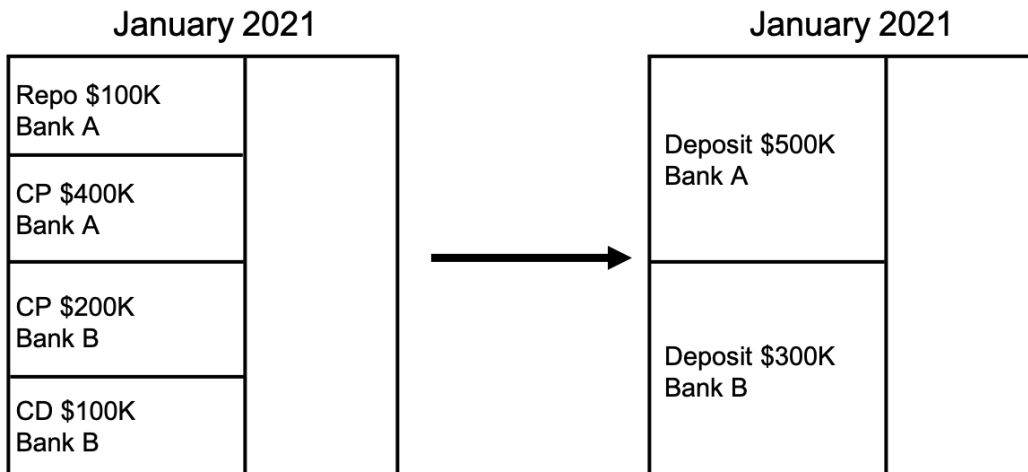 January 2021
Repo $100K
Bank A
CP $400K
Bank A
CP $200K
Bank B
CD $100K
Bank B
January 2021
Deposit $500K
Bank A
Deposit $300K
Bank B